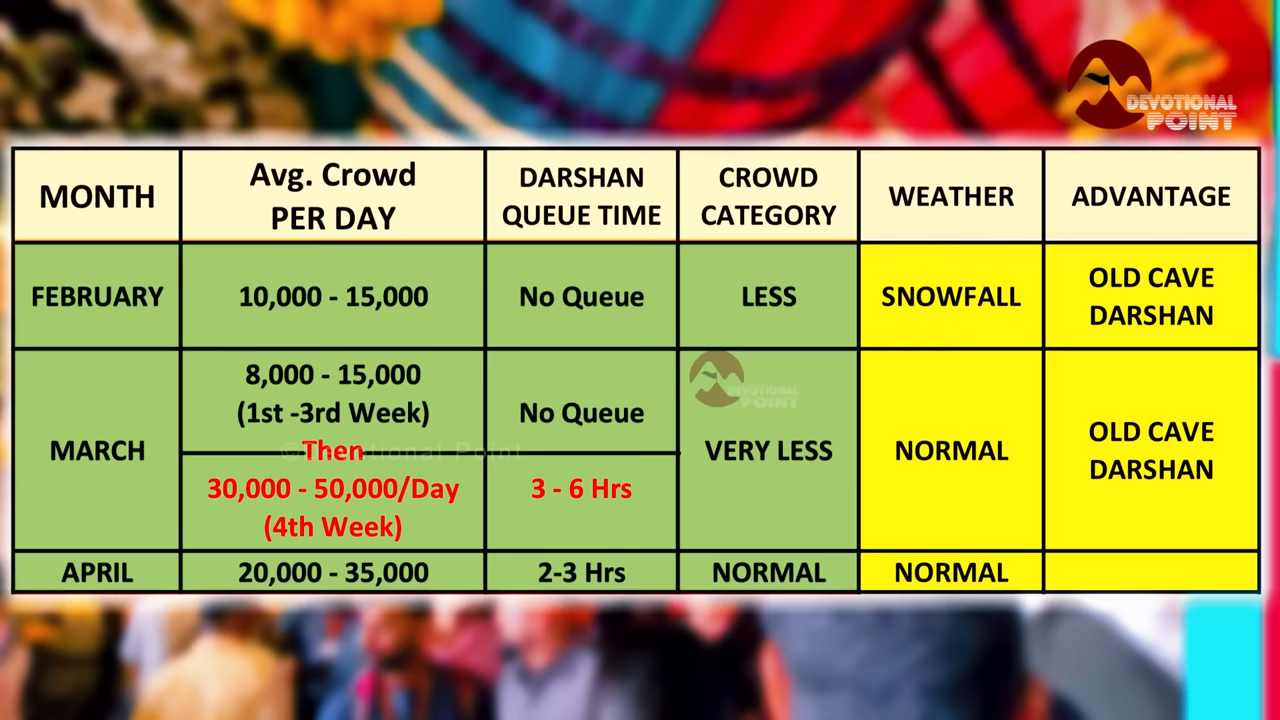 DEVOTIONAL
POINT
MONTH
Avg. Crowd
PER DAY
DARSHAN
QUEUE TIME
CROWD
CATEGORY
WEATHER
ADVANTAGE
FEBRUARY
10,000 - 15,000
No Queue
LESS
SNOWFALL
OLD CAVE
DARSHAN
MARCH
8,000 - 15,000
(1st -3rd Week)
Then
30,000 - 50,000/Day
(4th Week)
No Queue
3 - 6 Hrs
DEVOTIONAL
POINT
VERY LESS
NORMAL
OLD CAVE
DARSHAN
APRIL
20,000 - 35,000
2-3 Hrs
NORMAL
NORMAL